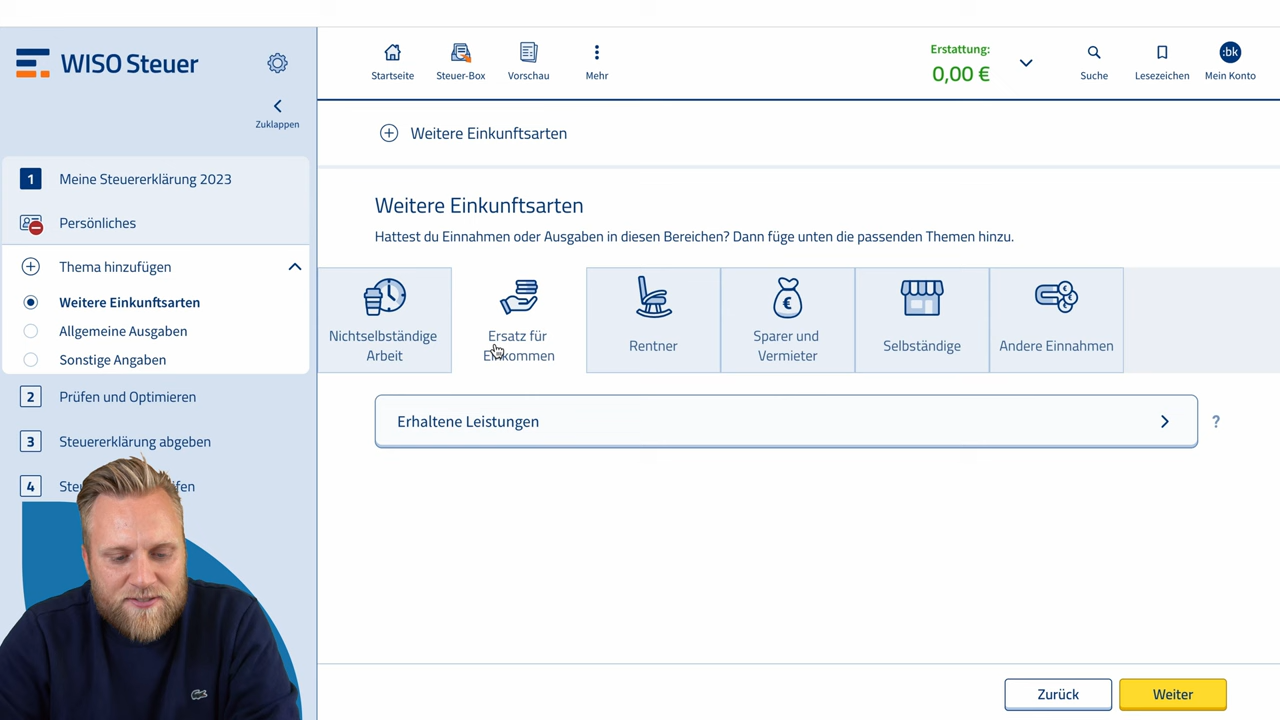 WISO Steuer
Zuklappen
1 Meine Steuererklärung 2023
Persönliches
Thema hinzufügen
Weitere Einkunftsarten
Allgemeine Ausgaben
Sonstige Angaben
2 Prüfen und Optimieren
3 Steuererklärung abgeben
4
Startseite
Steuer-Box
Vorschau
Mehr
Erstattung:
0,00 €
Suche
Lesezeichen
:bk
Mein Konto
Weitere Einkunftsarten
Weitere Einkunftsarten
Hattest du Einnahmen oder Ausgaben in diesen Bereichen? Dann füge unten die passenden Themen hinzu.
Nichtselbständige
Arbeit
Ersatz für
Einkommen
Rentner
€
Sparer und
Vermieter
Selbständige
Andere Einnahmen
Erhaltene Leistungen
?
Zurück
Weiter